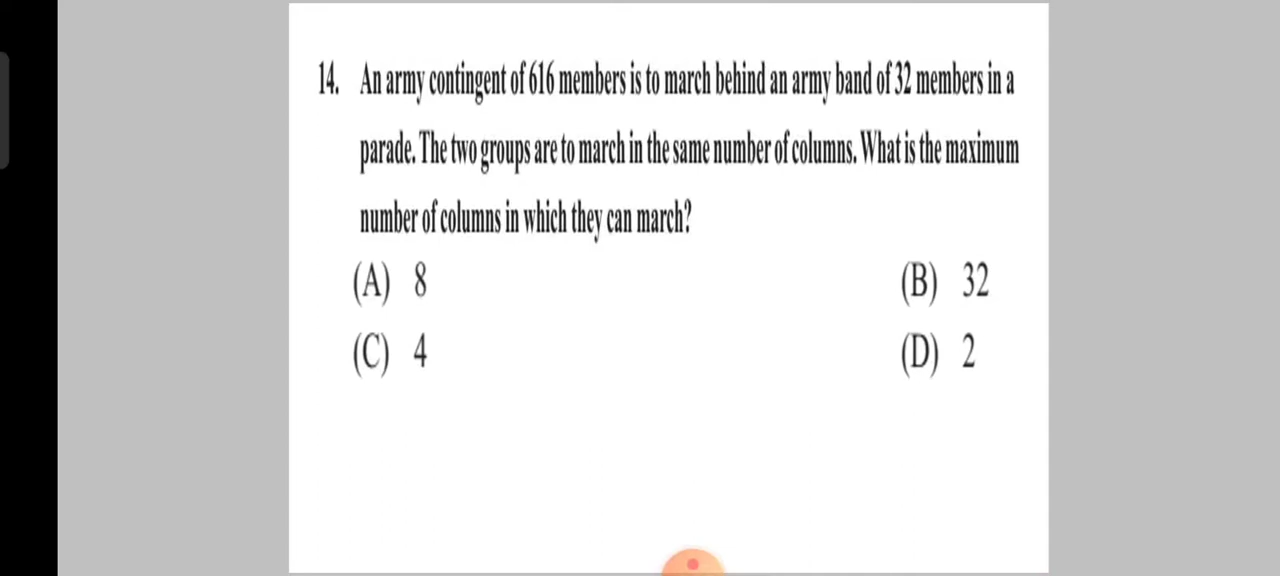 14. An army contingent of 616 members is to march behind an army band of 32 members in a
parade. The two groups are to march in the same number of columns. What is the maximum
number of columns in which they can march?
(A) 8 (B) 32
(C) 4 (D) 2